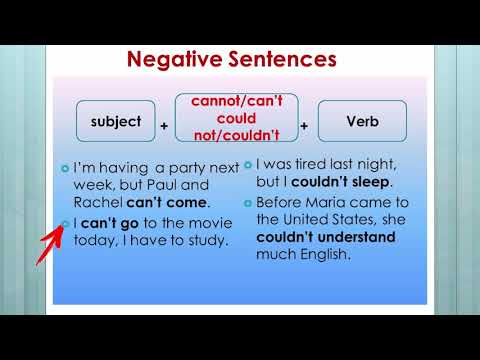 Negative Sentences
subject
+
cannot/can't
could
not/couldn't
+
Verb
I'm having a party next
week, but Paul and
Rachel can't come.
I can't go to the movie
today, I have to study.
I was tired last night,
but I couldn't sleep.
Before Maria came to
the United States, she
couldn't understand
much English.